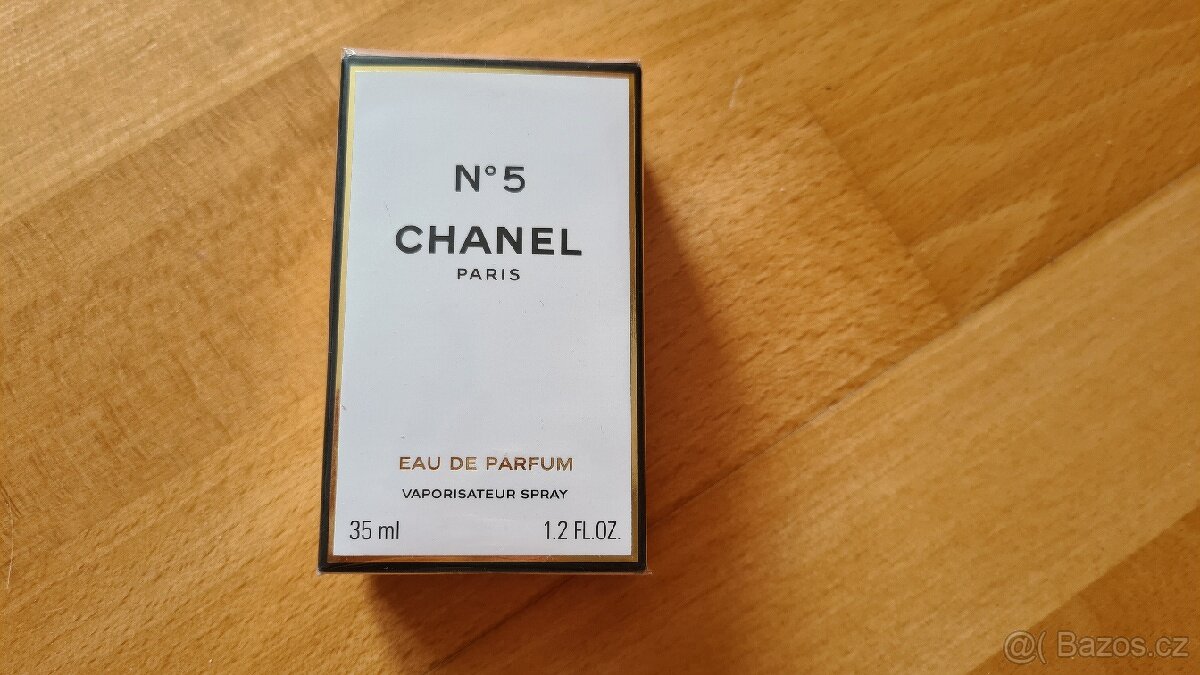 N°5
CHANEL
PARIS
EAU DE PARFUM
VAPORISATEUR SPRAY
35 ml 1.2 FL.OZ.
@( Bazos.cz